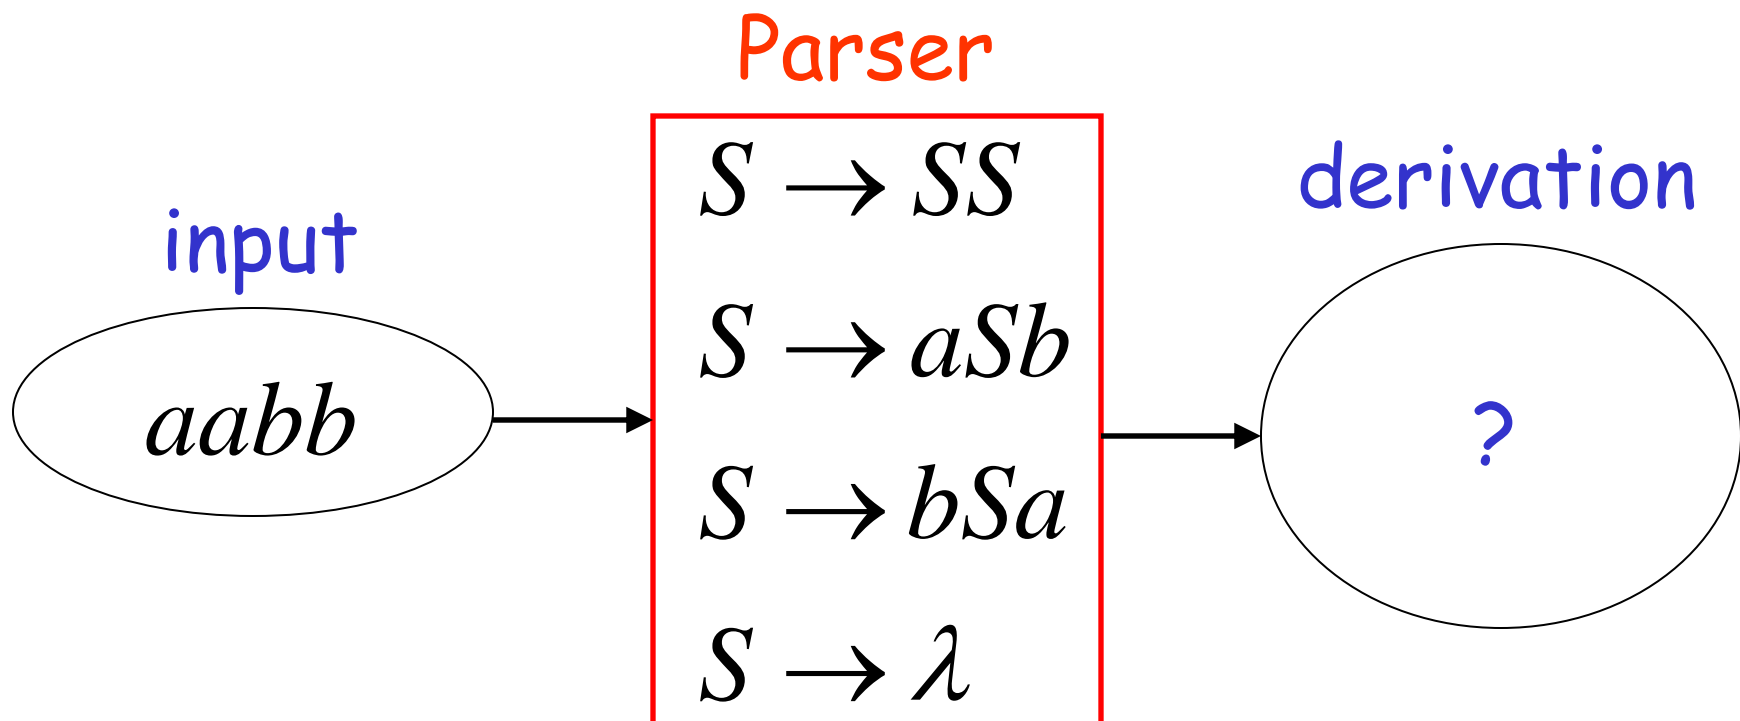 Parser
input
aabb
S → SS
S → aSb
S → bSa
S → λ
derivation
?